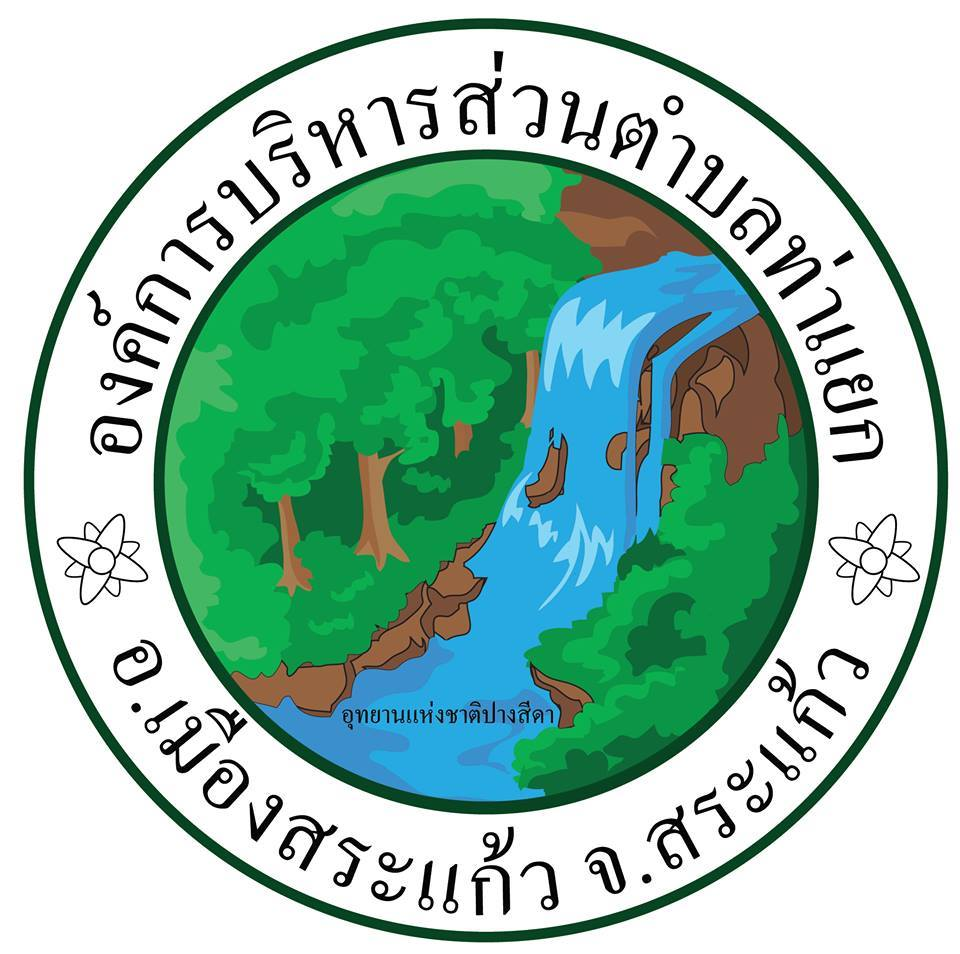 องค์การบริหารส่วนตำบลท่าแยก
อุทยานแห่งชาติปางสีดา
อ.เมืองสระแก้ว จ.สระแก้ว